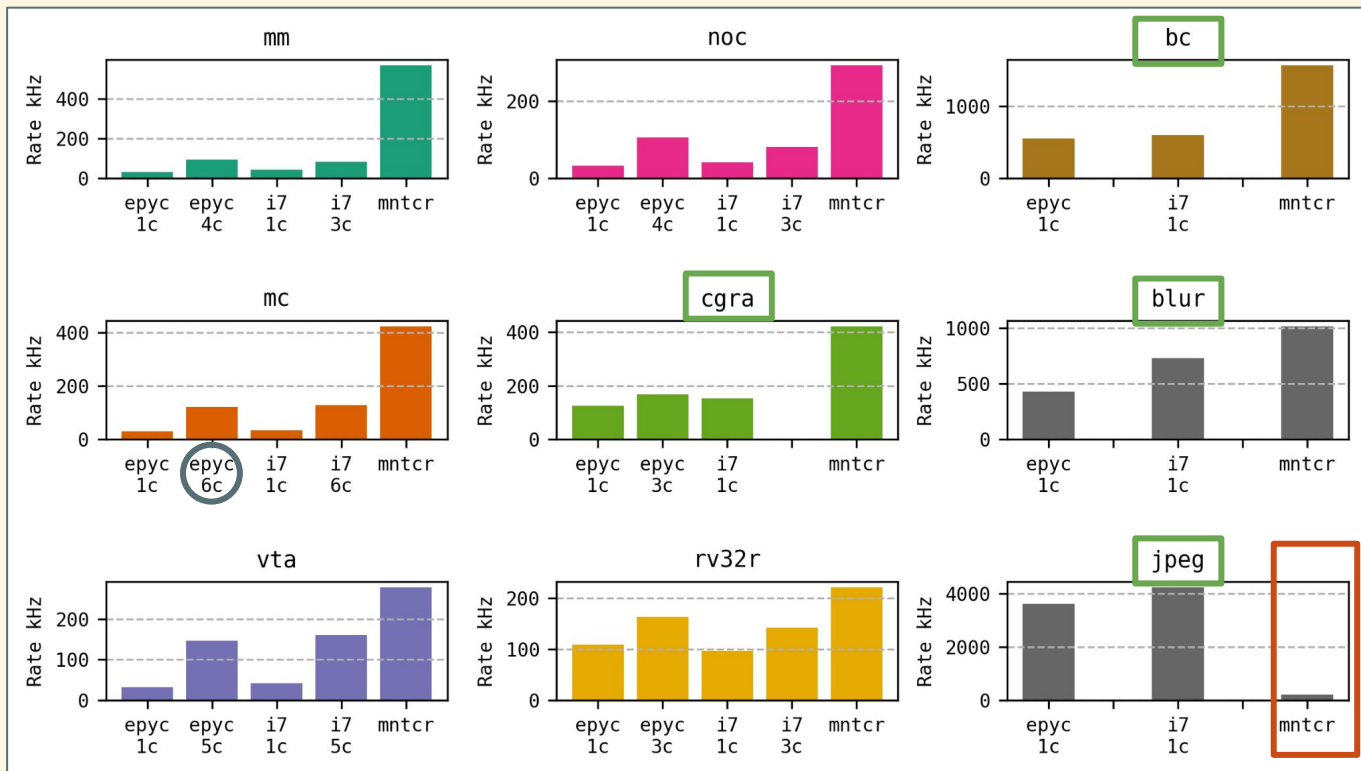 mm
Rate kHz
400
200
0
epyc 1c
epyc 4c
i7 1c
i7 3c
mntcr
noc
Rate kHz
200
0
epyc 1c
epyc 4c
i7 1c
i7 3c
mntcr
bc
Rate kHz
1000
0
epyc 1c
i7 1c
mntcr
mc
Rate kHz
400
200
0
epyc 1c
epyc 6c
i7 1c
i7 6c
mntcr
cgra
Rate kHz
400
200
0
epyc 1c
epyc 3c
i7 1c
mntcr
blur
Rate kHz
1000
500
0
epyc 1c
i7 1c
mntcr
vta
Rate kHz
200
100
0
epyc 1c
epyc 5c
i7 1c
i7 5c
mntcr
rv32r
Rate kHz
200
100
0
epyc 1c
epyc 3c
i7 1c
i7 3c
mntcr
jpeg
Rate kHz
4000
2000
0
epyc 1c
i7 1c
mntcr